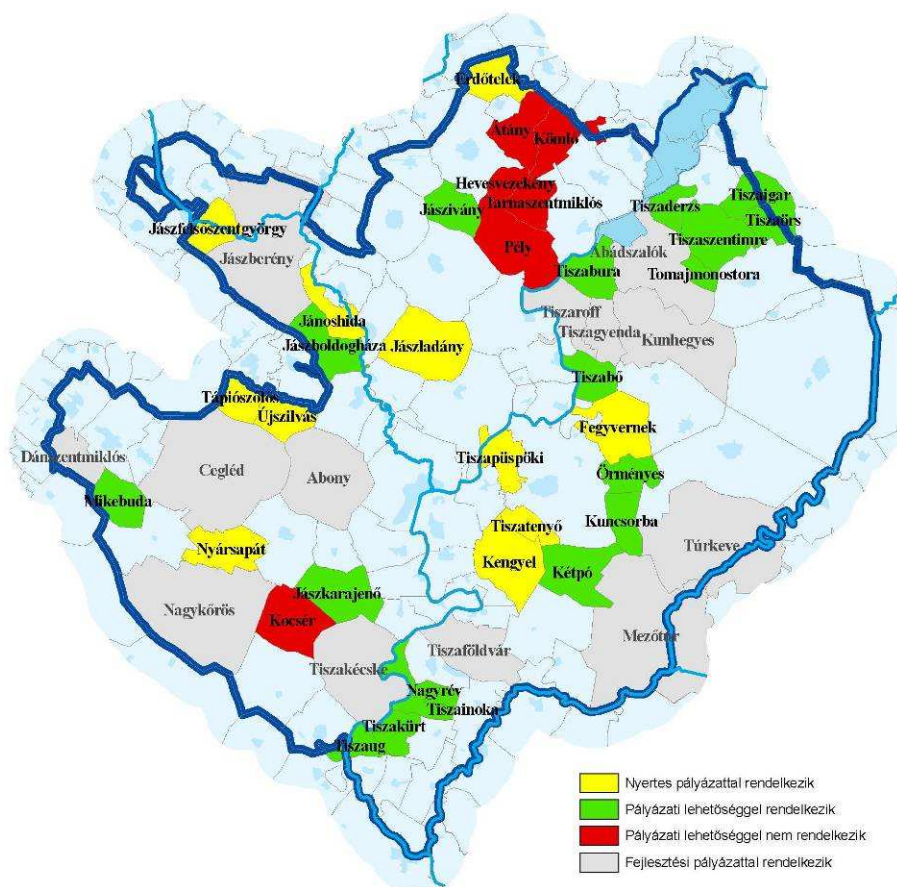 Erdőtelek
Atány
Kömlő
Hevesvezekény
Tarnaszentmiklós
Jászivány
Pély
Tiszaderzs
Tiszaigar
Tiszaörs
Tiszaszentimre
Abádszalók
Tiszabura
Tomajmonostora
Jászfelsőszentgyörgy
Jászberény
Tiszaroff
Tiszagyenda
Kunhegyes
Jánoshida
Jászboldogháza
Jászladány
Tiszabő
Tápiószőlős
Újszilvás
Fegyvernek
Dánszentmiklós
Cegléd
Abony
Tiszapüspöki
Örményes
Mikebuda
Kuncsorba
Tiszatenyő
Nyársapát
Túrkeve
Kengyel
Kétpó
Jászkarajenő
Nagykőrös
Kocsér
Mezőtúr
Tiszaföldvár
Tiszakécske
Nagyrév
Tiszainoka
Tiszakürt
Tiszaug
Nyertes pályázattal rendelkezik
Pályázati lehetőséggel rendelkezik
Pályázati lehetőséggel nem rendelkezik
Fejlesztési pályázattal rendelkezik